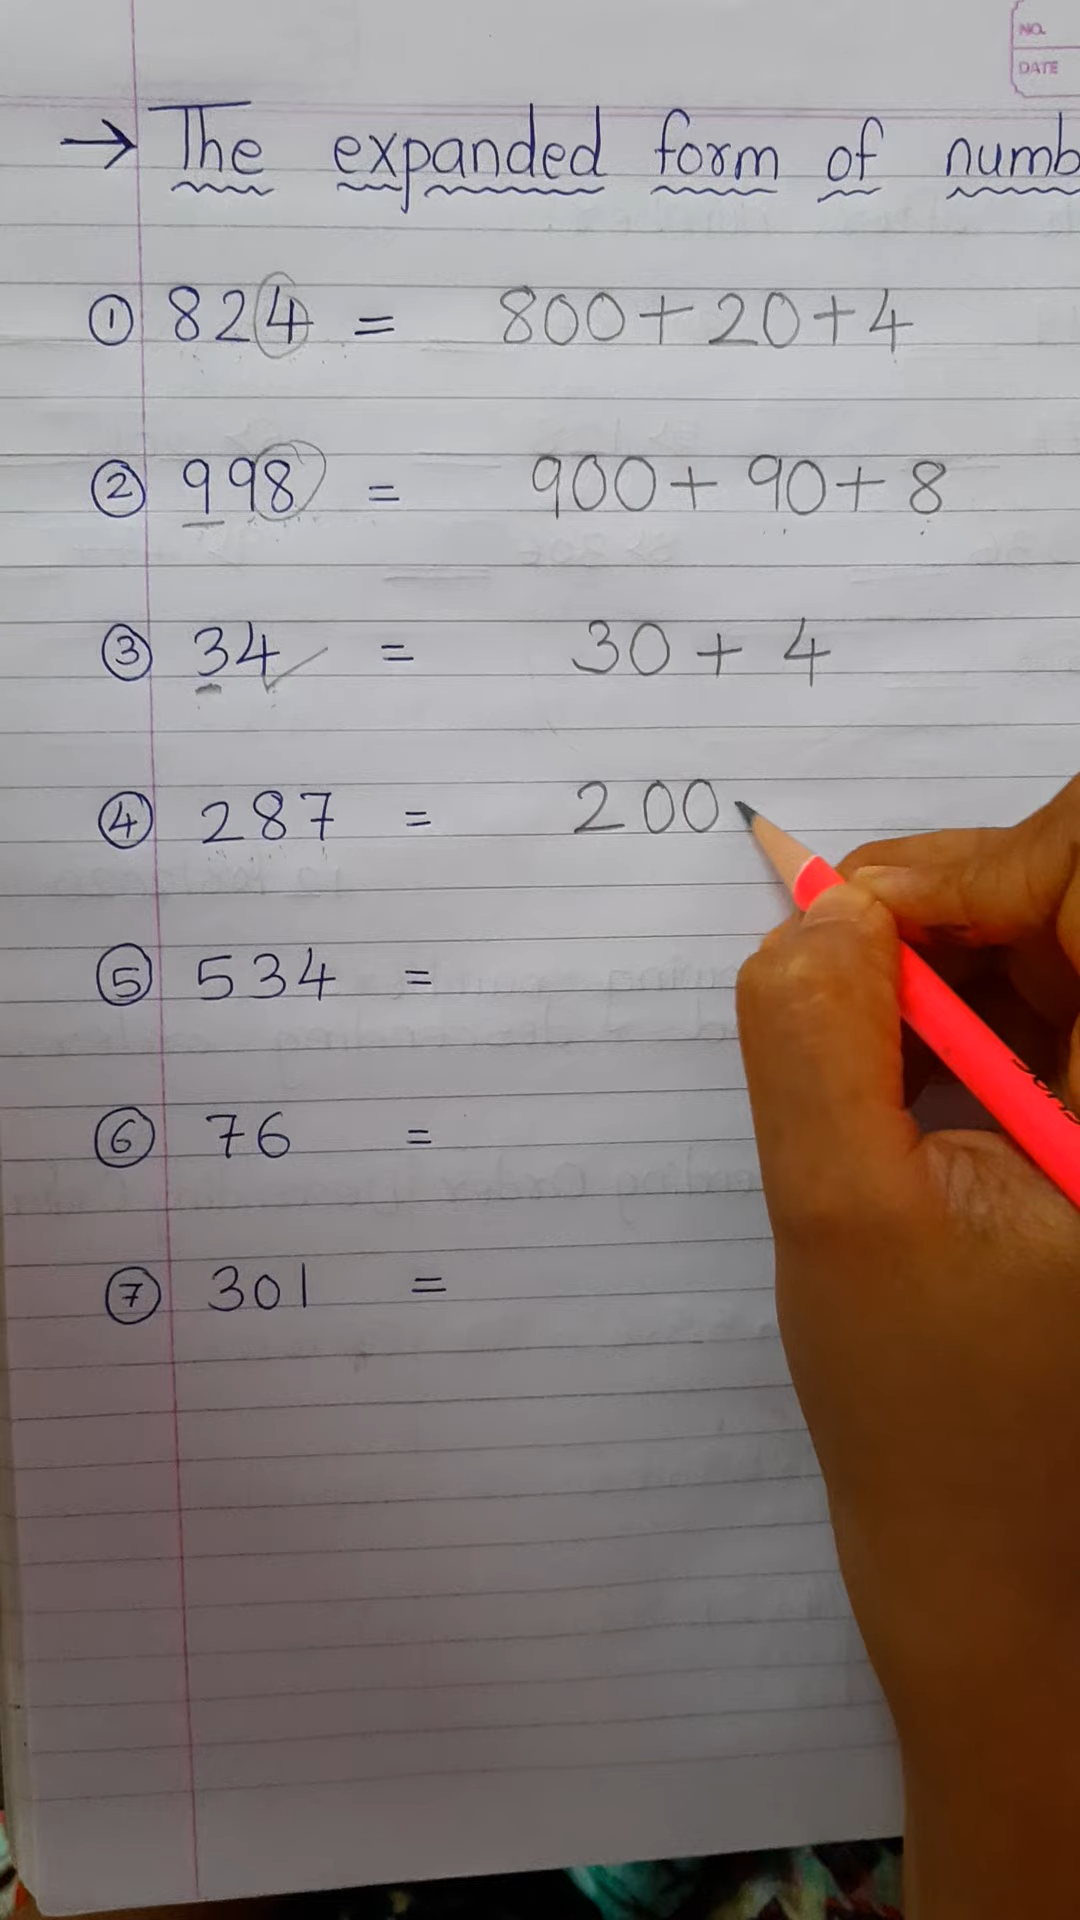 NO.
DATE
→ The expanded form of numb
① 824 = 800 + 20 + 4
② 998 = 900 + 90 + 8
③ 34 = 30 + 4
④ 287 = 200
⑤ 534 =
⑥ 76 =
⑦ 301 =